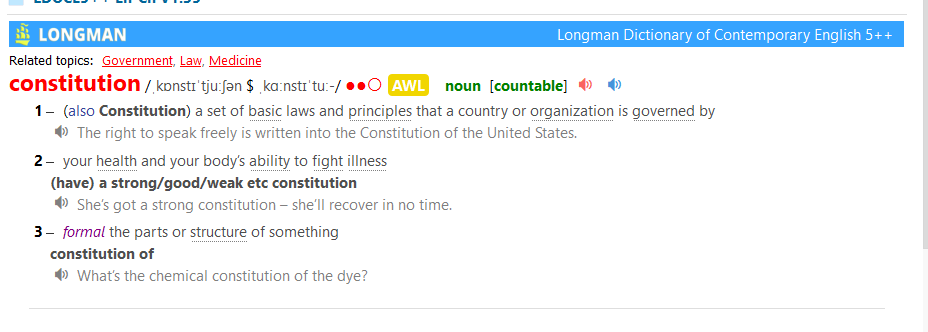 LONGMAN Longman Dictionary of Contemporary English 5++
Related topics: Government, Law, Medicine
constitution /ˌkɒnstɪˈtjuːʃən $ ˌkɑːnstɪˈtuː-/ ●●○ AWL noun [countable]
1 – (also Constitution) a set of basic laws and principles that a country or organization is governed by
The right to speak freely is written into the Constitution of the United States.
2 – your health and your body’s ability to fight illness
(have) a strong/good/weak etc constitution
She’s got a strong constitution – she’ll recover in no time.
3 – formal the parts or structure of something
constitution of
What’s the chemical constitution of the dye?